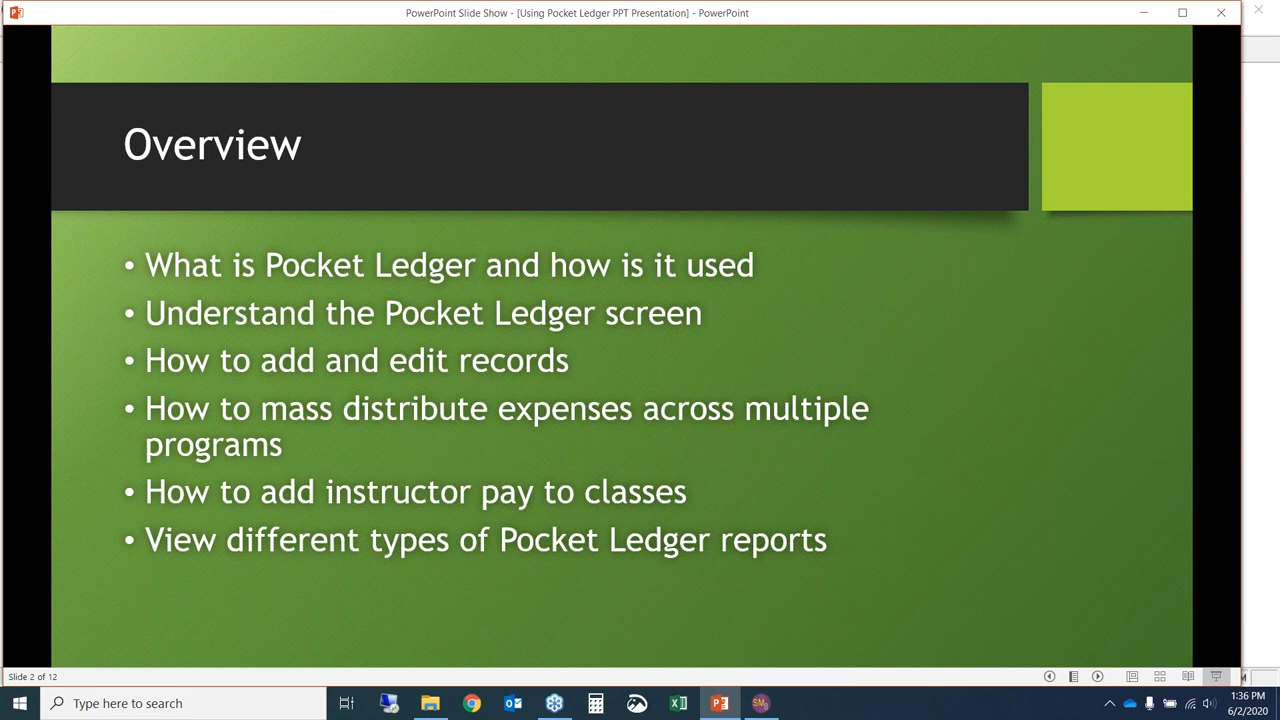 PowerPoint Slide Show - [Using Pocket Ledger PPT Presentation] - PowerPoint
Overview
• What is Pocket Ledger and how is it used
• Understand the Pocket Ledger screen
• How to add and edit records
• How to mass distribute expenses across multiple
programs
• How to add instructor pay to classes
• View different types of Pocket Ledger reports
Slide 2 of 12
Type here to search
1:36 PM
6/2/2020